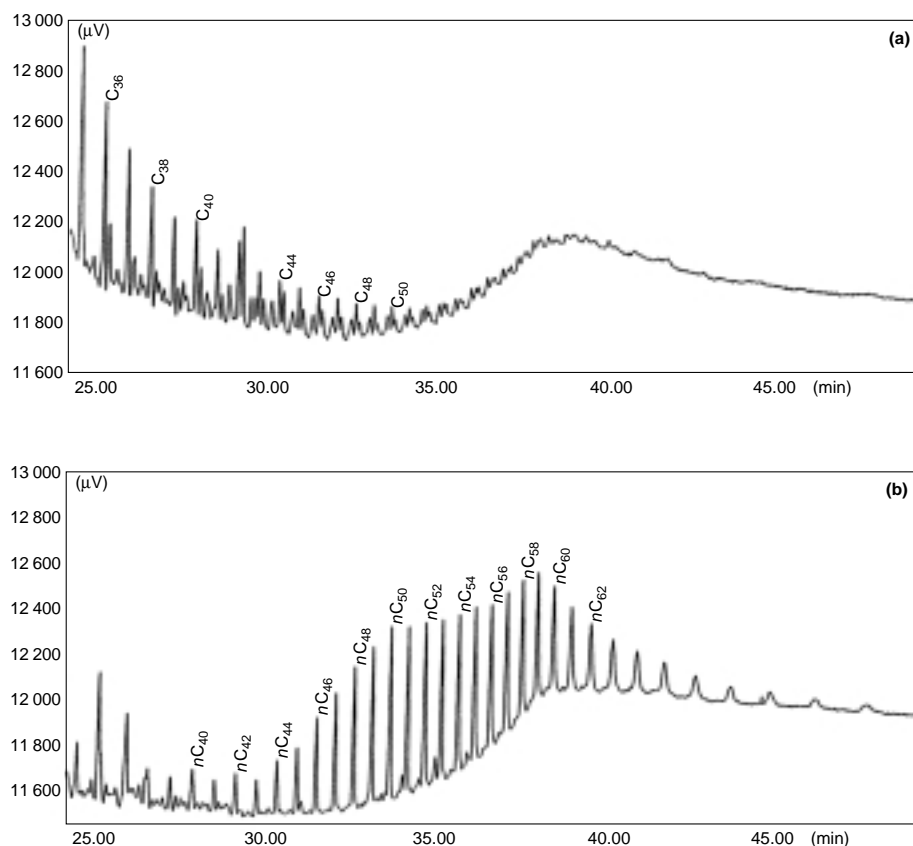 13 000
(μV)
(a)
12 800
C₃₆
12 600
12 400
C₃₈
12 200
C₄₀
12 000
C₄₄
C₄₆
C₄₈
C₅₀
11 800
11 600
25.00 30.00 35.00 40.00 45.00 (min)
13 000
(μV)
(b)
12 800
12 600
nC₅₈
nC₆₀
12 400
nC₅₀
nC₅₂
nC₅₄
nC₅₆
nC₆₂
12 200
nC₄₈
12 000
nC₄₆
11 800
nC₄₀
nC₄₂
nC₄₄
11 600
25.00 30.00 35.00 40.00 45.00 (min)